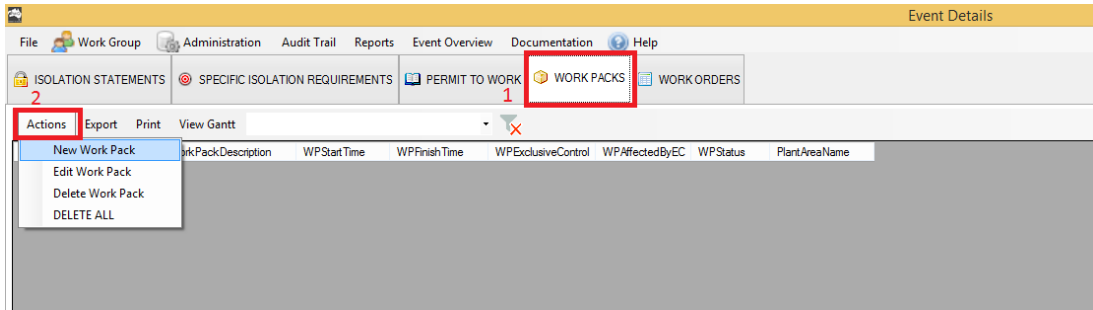 Event Details
File Work Group Administration Audit Trail Reports Event Overview Documentation Help
ISOLATION STATEMENTS SPECIFIC ISOLATION REQUIREMENTS PERMIT TO WORK WORK PACKS WORK ORDERS
2 1
Actions Export Print View Gantt
New Work Pack orkPackDescription WPStartTime WPFinishTime WPExclusiveControl WPAffectedByEC WPStatus PlantAreaName
Edit Work Pack
Delete Work Pack
DELETE ALL